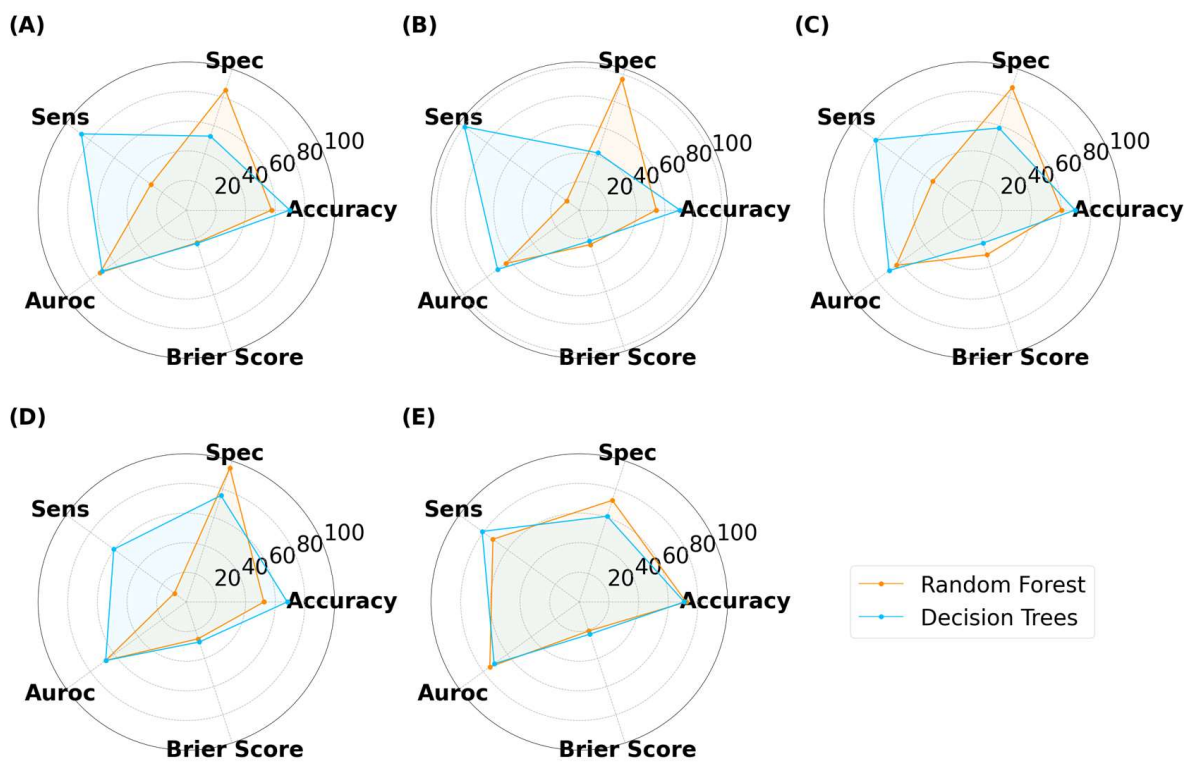 (A)
Spec
Sens
100
80
60
40
20
Accuracy
Auroc
Brier Score
(B)
Spec
Sens
100
80
60
40
20
Accuracy
Auroc
Brier Score
(C)
Spec
Sens
100
80
60
40
20
Accuracy
Auroc
Brier Score
(D)
Spec
Sens
100
80
60
40
20
Accuracy
Auroc
Brier Score
(E)
Spec
Sens
100
80
60
40
20
Accuracy
Auroc
Brier Score
Random Forest
Decision Trees